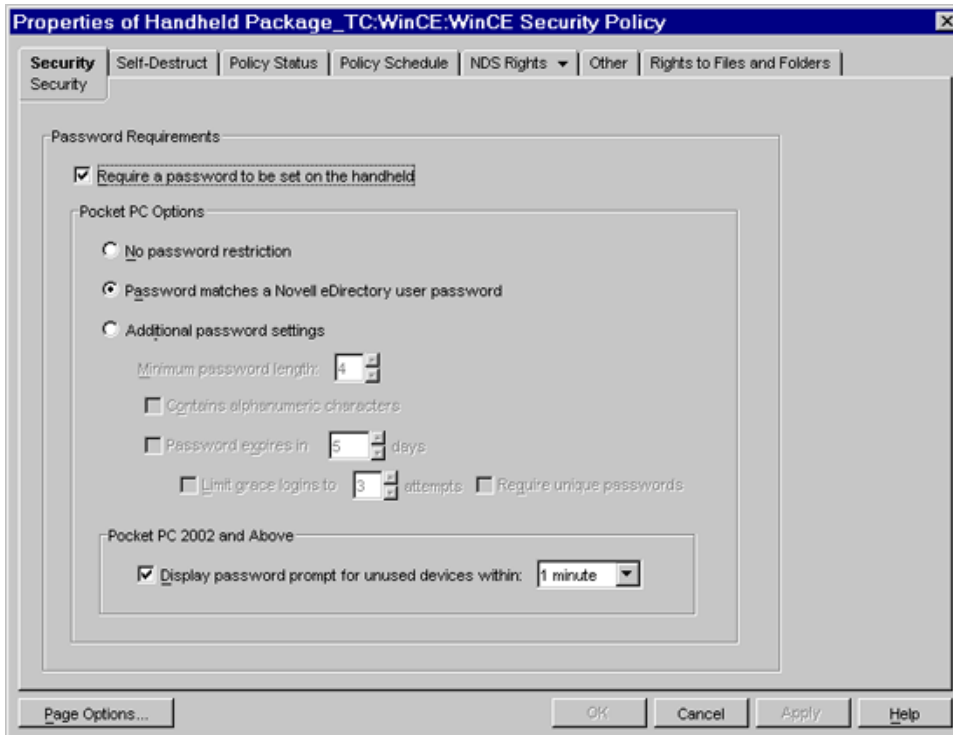 Properties of Handheld Package_TC:WinCE:WinCE Security Policy
Security Self-Destruct Policy Status Policy Schedule NDS Rights Other Rights to Files and Folders
Security
Password Requirements
Require a password to be set on the handheld
Pocket PC Options
No password restriction
Password matches a Novell eDirectory user password
Additional password settings
Minimum password length: 4
Contains alphanumeric characters
Password expires in 5 days
Limit grace logins to 3 attempts Require unique passwords
Pocket PC 2002 and Above
Display password prompt for unused devices within: 1 minute
Page Options... OK Cancel Apply Help